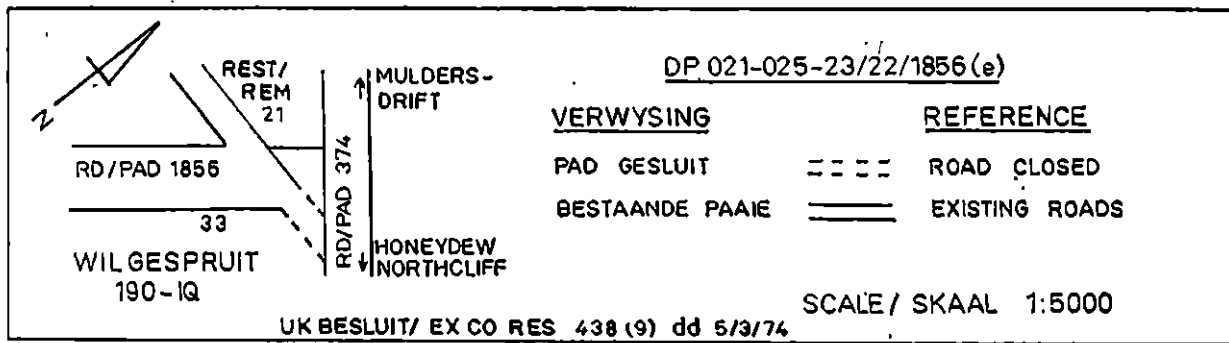 N
REST/
REM
21
MULDERS-
DRIFT
RD/PAD 1856
RD/PAD 374
33
WILGESPRUIT
190-IQ
HONEYDEW
NORTHCLIFF
DP 021-025-23/22/1856(e)
VERWYSING REFERENCE
PAD GESLUIT ROAD CLOSED
BESTAANDE PAAIE EXISTING ROADS
SCALE/ SKAAL 1:5000
UK BESLUIT/ EX CO RES 438(9) dd 5/3/74